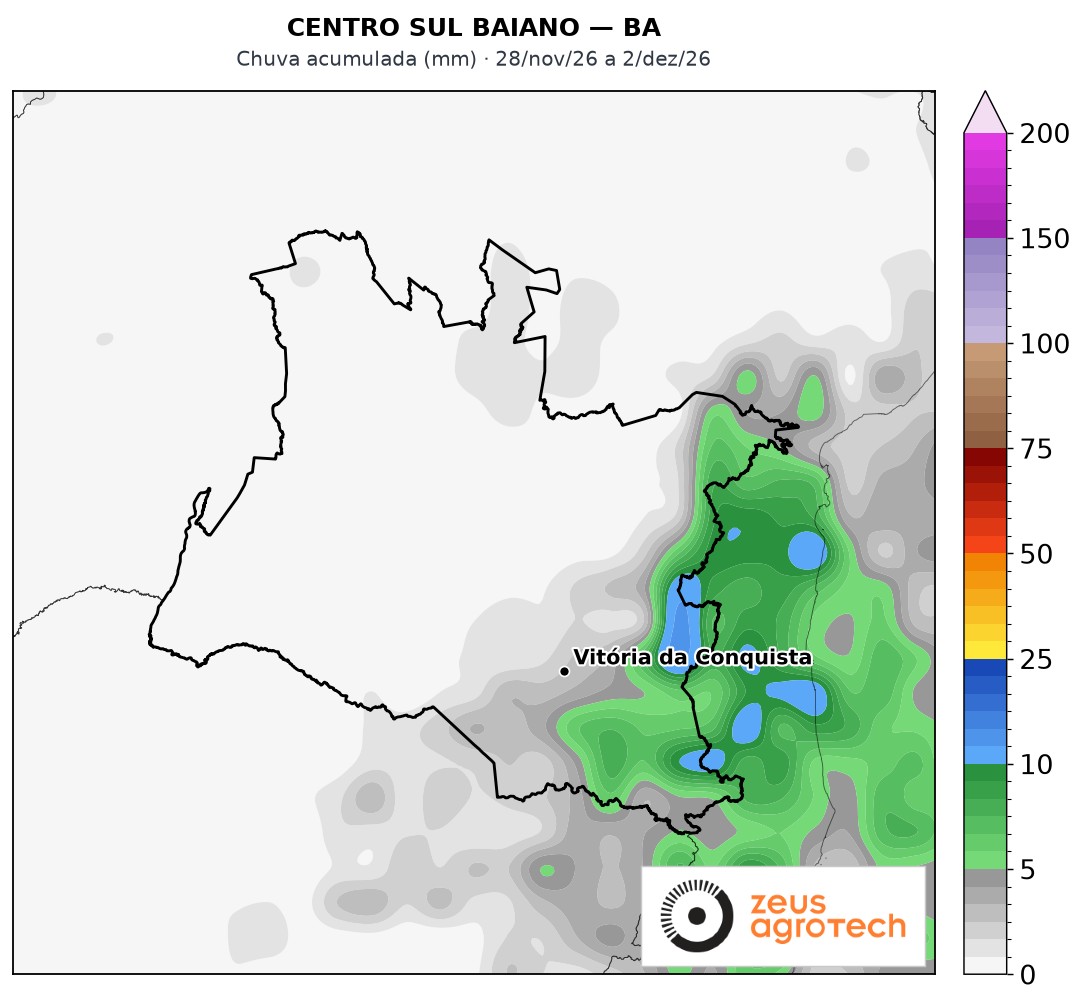 CENTRO SUL BAIANO — BA
Chuva acumulada (mm) · 28/nov/26 a 2/dez/26
200
150
100
75
50
25
10
5
0
Vitória da Conquista
zeus
agrotech